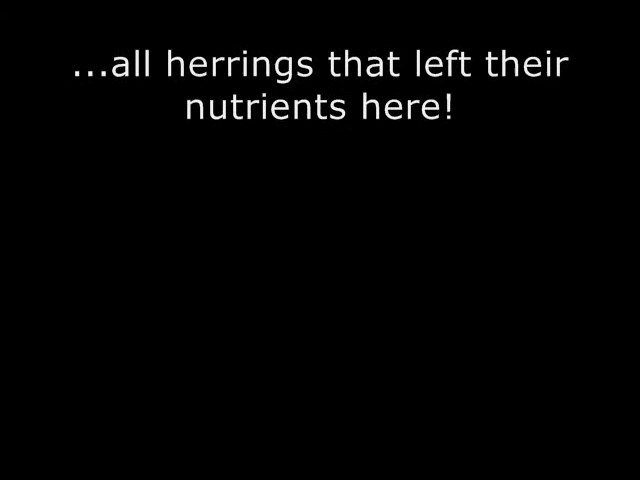 ...all herrings that left their
nutrients here!